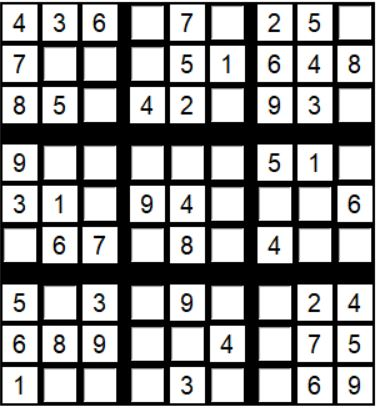 4 3 6 7 2 5
7 5 1 6 4 8
8 5 4 2 9 3
9 5 1
3 1 9 4 6
6 7 8 4
5 3 9 2 4
6 8 9 4 7 5
1 3 6 9